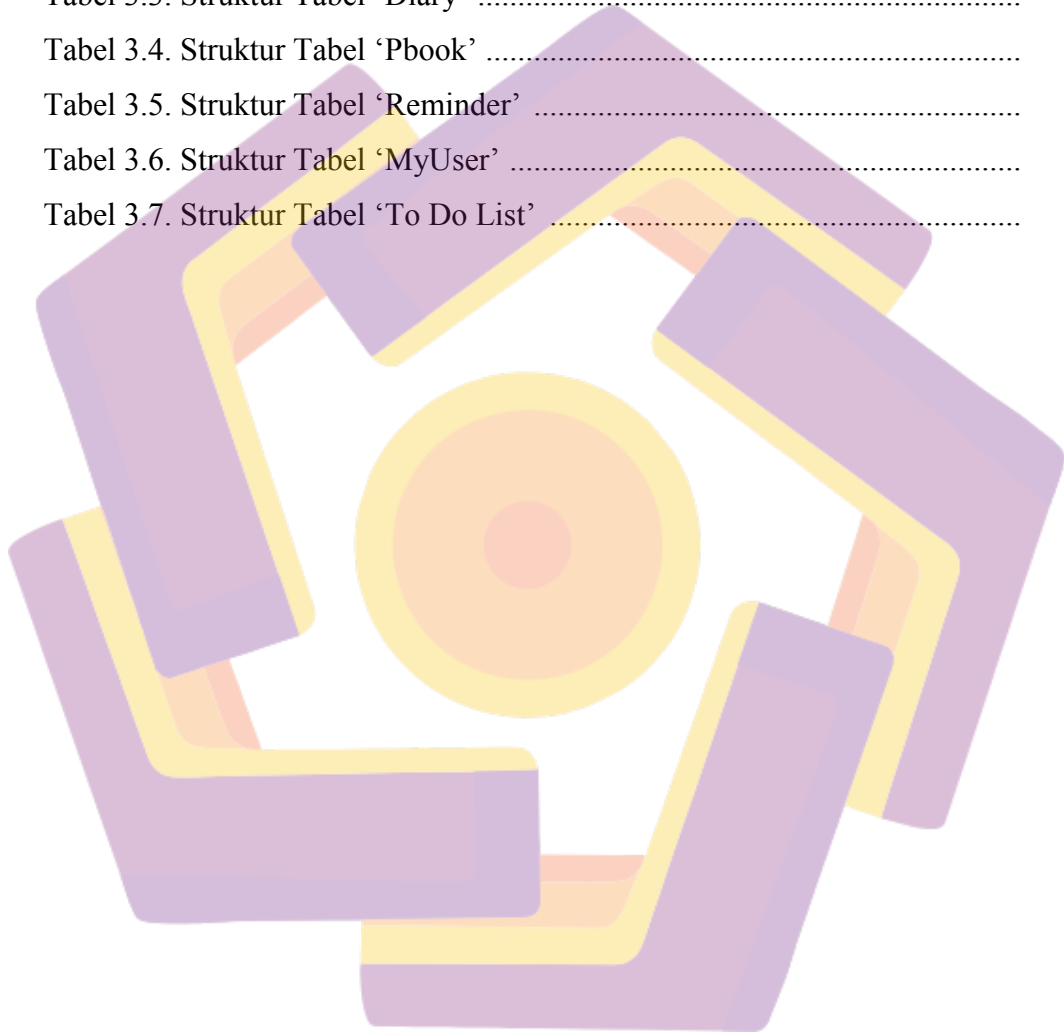 Tabel 3.3. Struktur Tabel ‘Diary’ ....................................................................
Tabel 3.4. Struktur Tabel ‘Pbook’ ...................................................................
Tabel 3.5. Struktur Tabel ‘Reminder’ .............................................................
Tabel 3.6. Struktur Tabel ‘MyUser’ ................................................................
Tabel 3.7. Struktur Tabel ‘To Do List’ ...........................................................